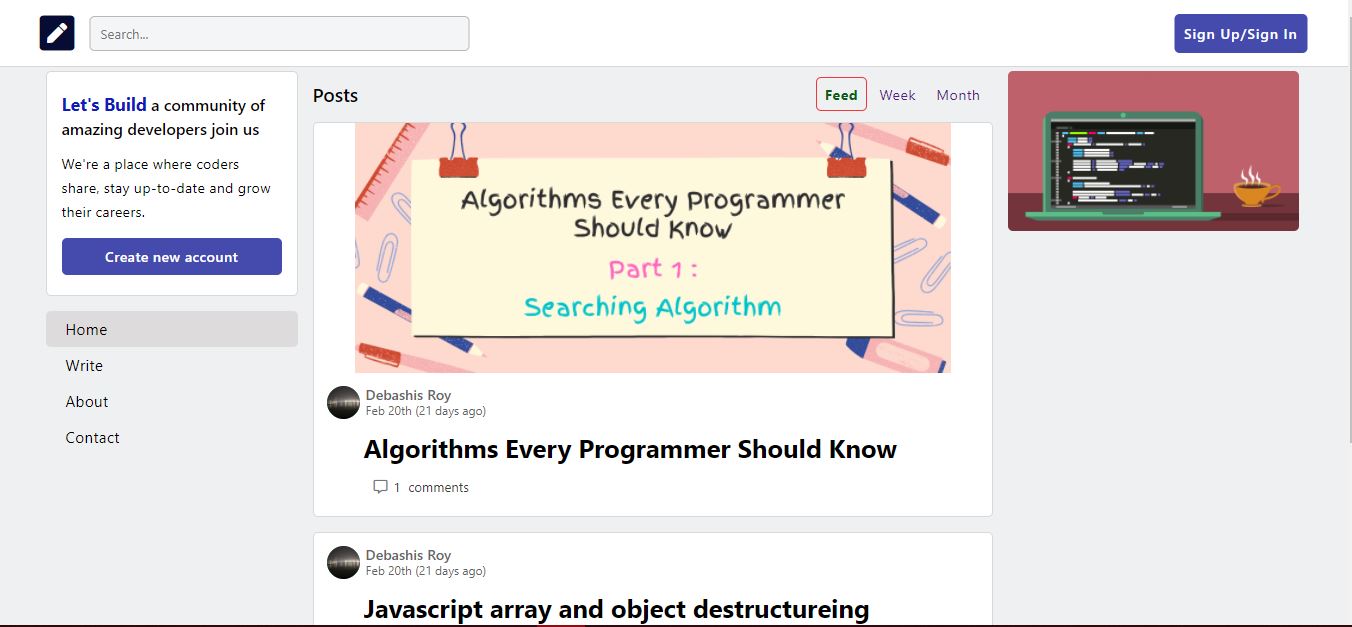 Search...
Sign Up/Sign In
Let's Build a community of
amazing developers join us
We're a place where coders
share, stay up-to-date and grow
their careers.
Create new account
Home
Write
About
Contact
Posts
Feed Week Month
Algorithms Every Programmer
Should Know
Part 1 :
Searching Algorithm
Debashis Roy
Feb 20th (21 days ago)
Algorithms Every Programmer Should Know
1 comments
Debashis Roy
Feb 20th (21 days ago)
Javascript array and object destructureing